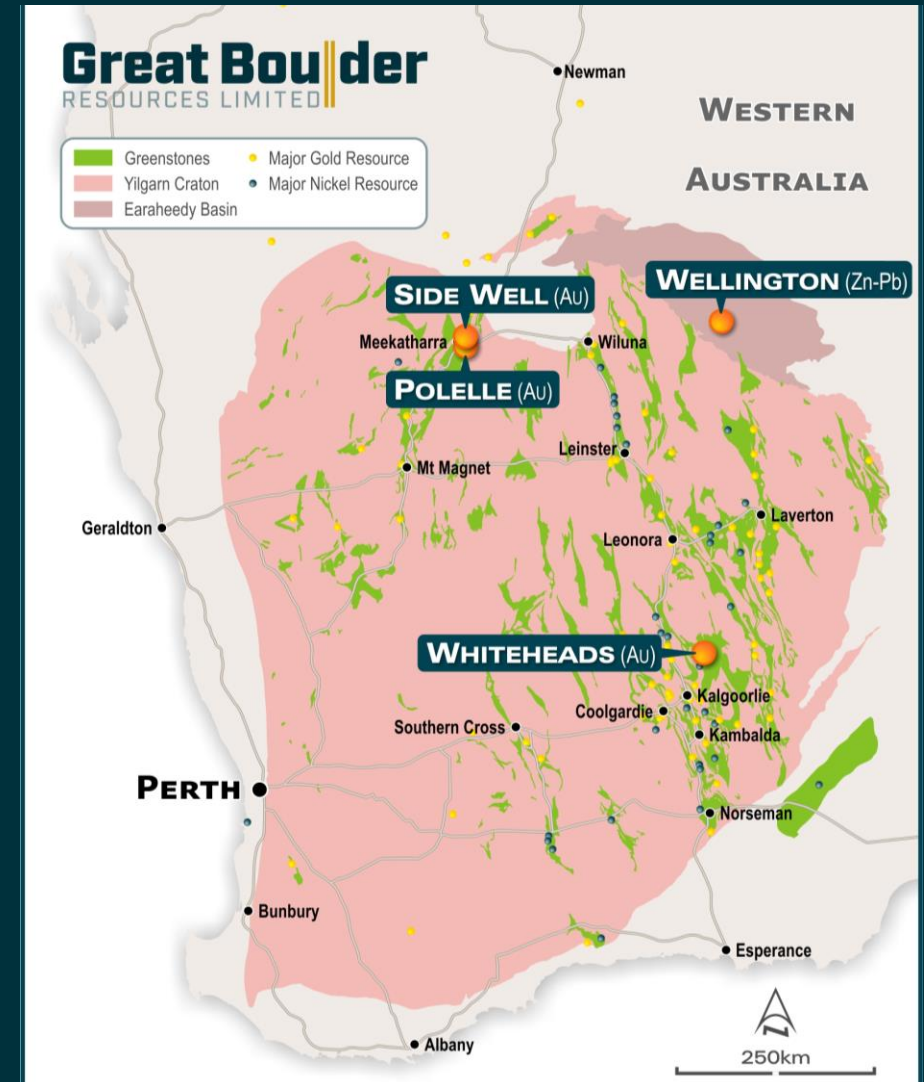 Great Boulder
RESOURCES LIMITED
Greenstones
Yilgarn Craton
Earaheedy Basin
Major Gold Resource
Major Nickel Resource
Newman
WESTERN
AUSTRALIA
SIDE WELL (Au)
WELLINGTON (Zn-Pb)
Meekatharra
Wiluna
POLELLE (Au)
Leinster
Mt Magnet
Geraldton
Laverton
Leonora
WHITEHEADS (Au)
Kalgoorlie
Coolgardie
Southern Cross
Kambalda
PERTH
Norseman
Bunbury
Esperance
Albany
N
250km